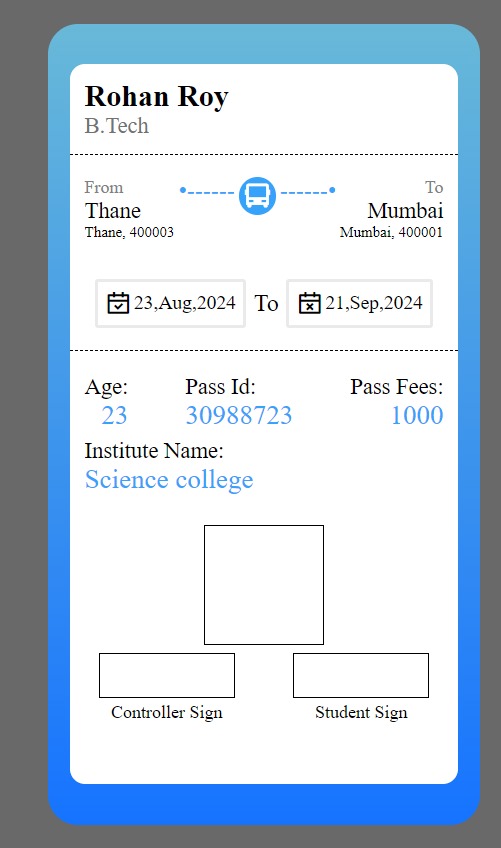 Rohan Roy
B.Tech
From To
Thane Mumbai
Thane, 400003 Mumbai, 400001
23,Aug,2024 To 21,Sep,2024
Age: Pass Id: Pass Fees:
23 30988723 1000
Institute Name:
Science college
Controller Sign Student Sign